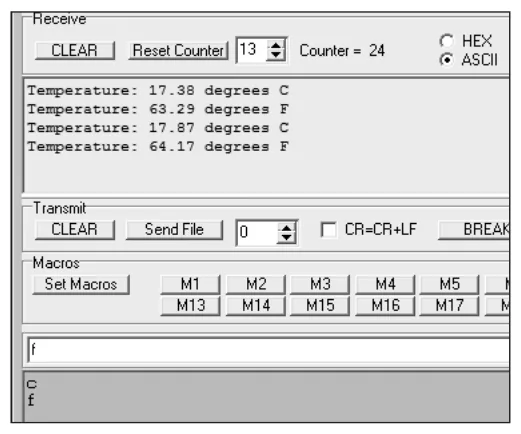 Receive
CLEAR Reset Counter 13 Counter = 24 HEX
ASCII
Temperature: 17.38 degrees C
Temperature: 63.29 degrees F
Temperature: 17.87 degrees C
Temperature: 64.17 degrees F
Transmit
CLEAR Send File 0 CR=CR+LF BREAK
Macros
Set Macros M1 M2 M3 M4 M5
M13 M14 M15 M16 M17
f
c
f